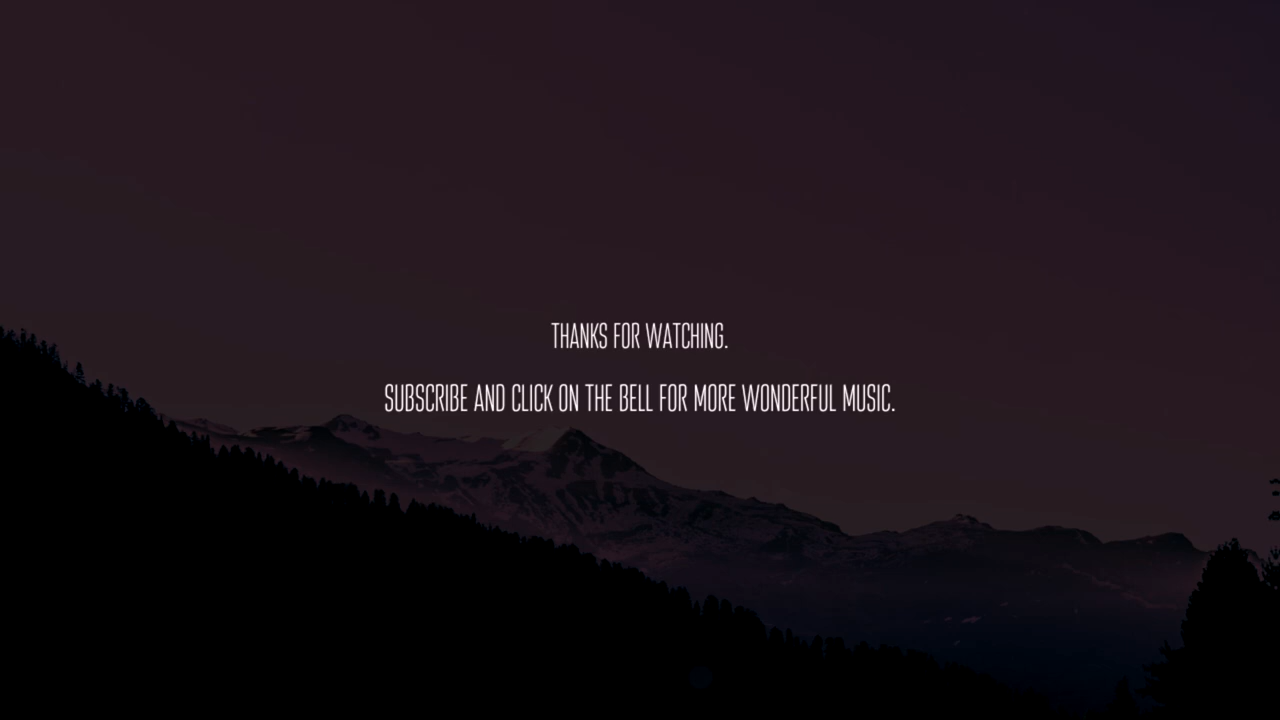 THANKS FOR WATCHING.
SUBSCRIBE AND CLICK ON THE BELL FOR MORE WONDERFUL MUSIC.